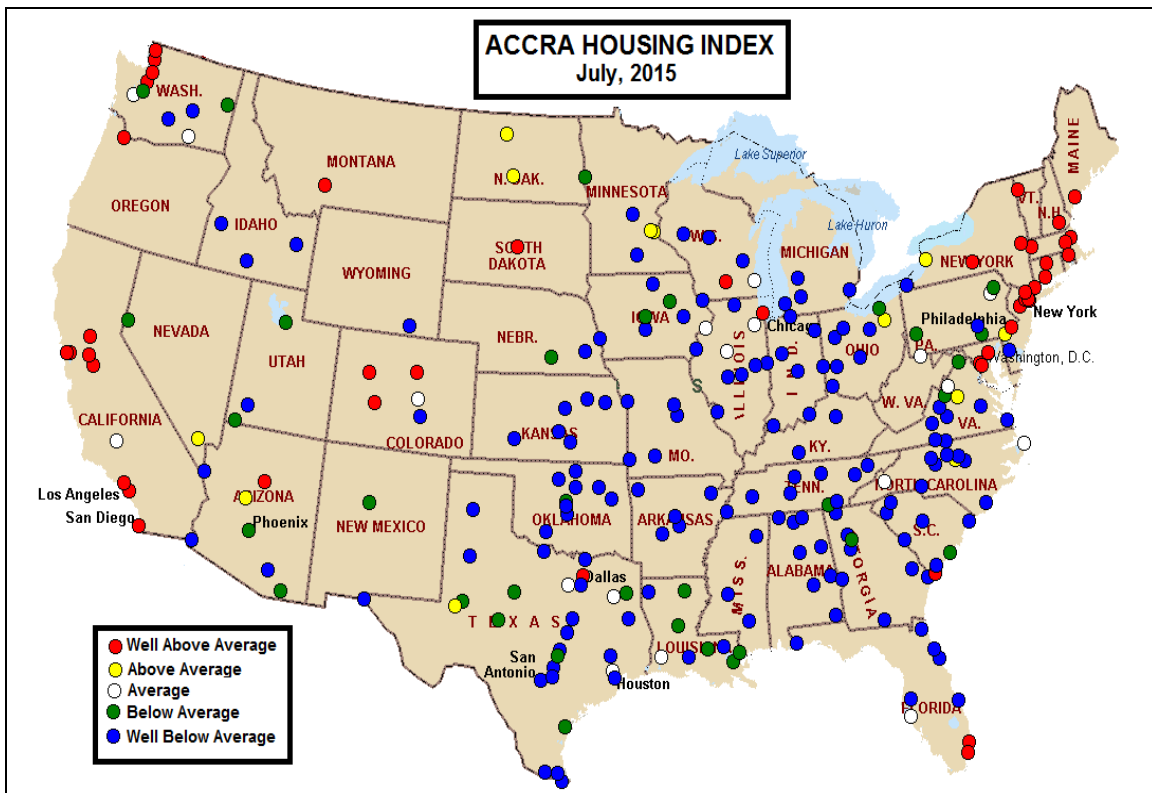 ACCRA HOUSING INDEX
July, 2015
WASH.
MONTANA
N. DAK.
MINNESOTA
Lake Superior
MAINE
OREGON
IDAHO
SOUTH
DAKOTA
WIS.
MICHIGAN
Lake Huron
VT.
N.H.
NEW YORK
WYOMING
NEVADA
UTAH
NEBR.
IOWA
Chicag
ILLINOIS
I N D.
OHIO
PA.
Philadelphia
New York
Washington, D.C.
S
CALIFORNIA
COLORADO
KANSAS
MO.
KY.
W. VA
VA.
Los Angeles
San Diego
ARIZONA
Phoenix
NEW MEXICO
OKLAHOMA
ARKANSAS
TENN.
NORTH CAROLINA
S.C.
Dallas
T E X A S
MISS.
ALABAMA
GEORGIA
LOUISI
San
Antonio
Houston
FLORIDA
Well Above Average
Above Average
Average
Below Average
Well Below Average